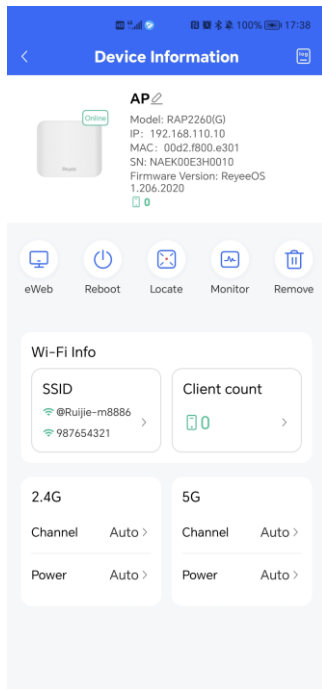 100% 17:38
Device Information
AP
Online
Model: RAP2260(G)
IP: 192.168.110.10
MAC: 00d2.f800.e301
SN: NAEK00E3H0010
Firmware Version: ReyeeOS
1.206.2020
0
eWeb
Reboot
Locate
Monitor
Remove
Wi-Fi Info
SSID
@Ruijie-m8886
987654321
Client count
0
2.4G
Channel Auto
Power Auto
5G
Channel Auto
Power Auto